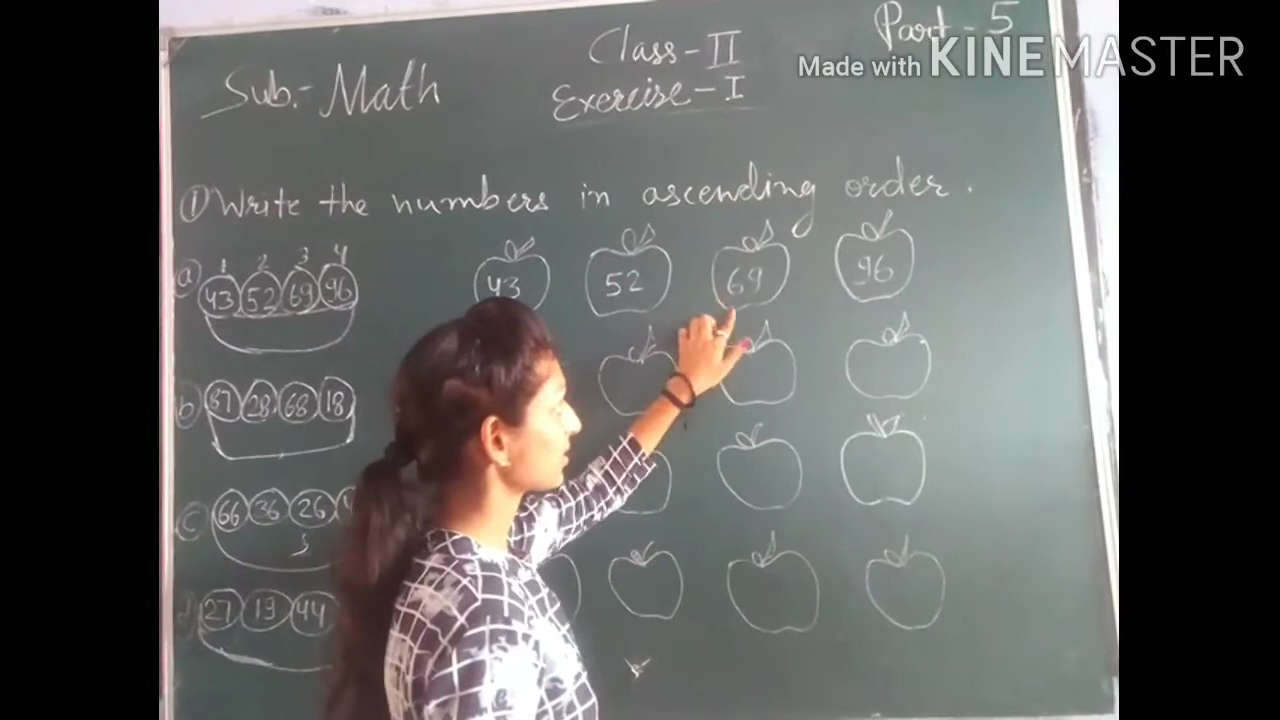 Part - 5
Made with KINEMASTER
Class - II
Sub:- Math
Exercise - I
① Write the numbers in ascending order.
1 2 3 4
a 43 52 69 96 43 52 69 96
b 87 28 68 18
c 66 36 26
d 27 19 44